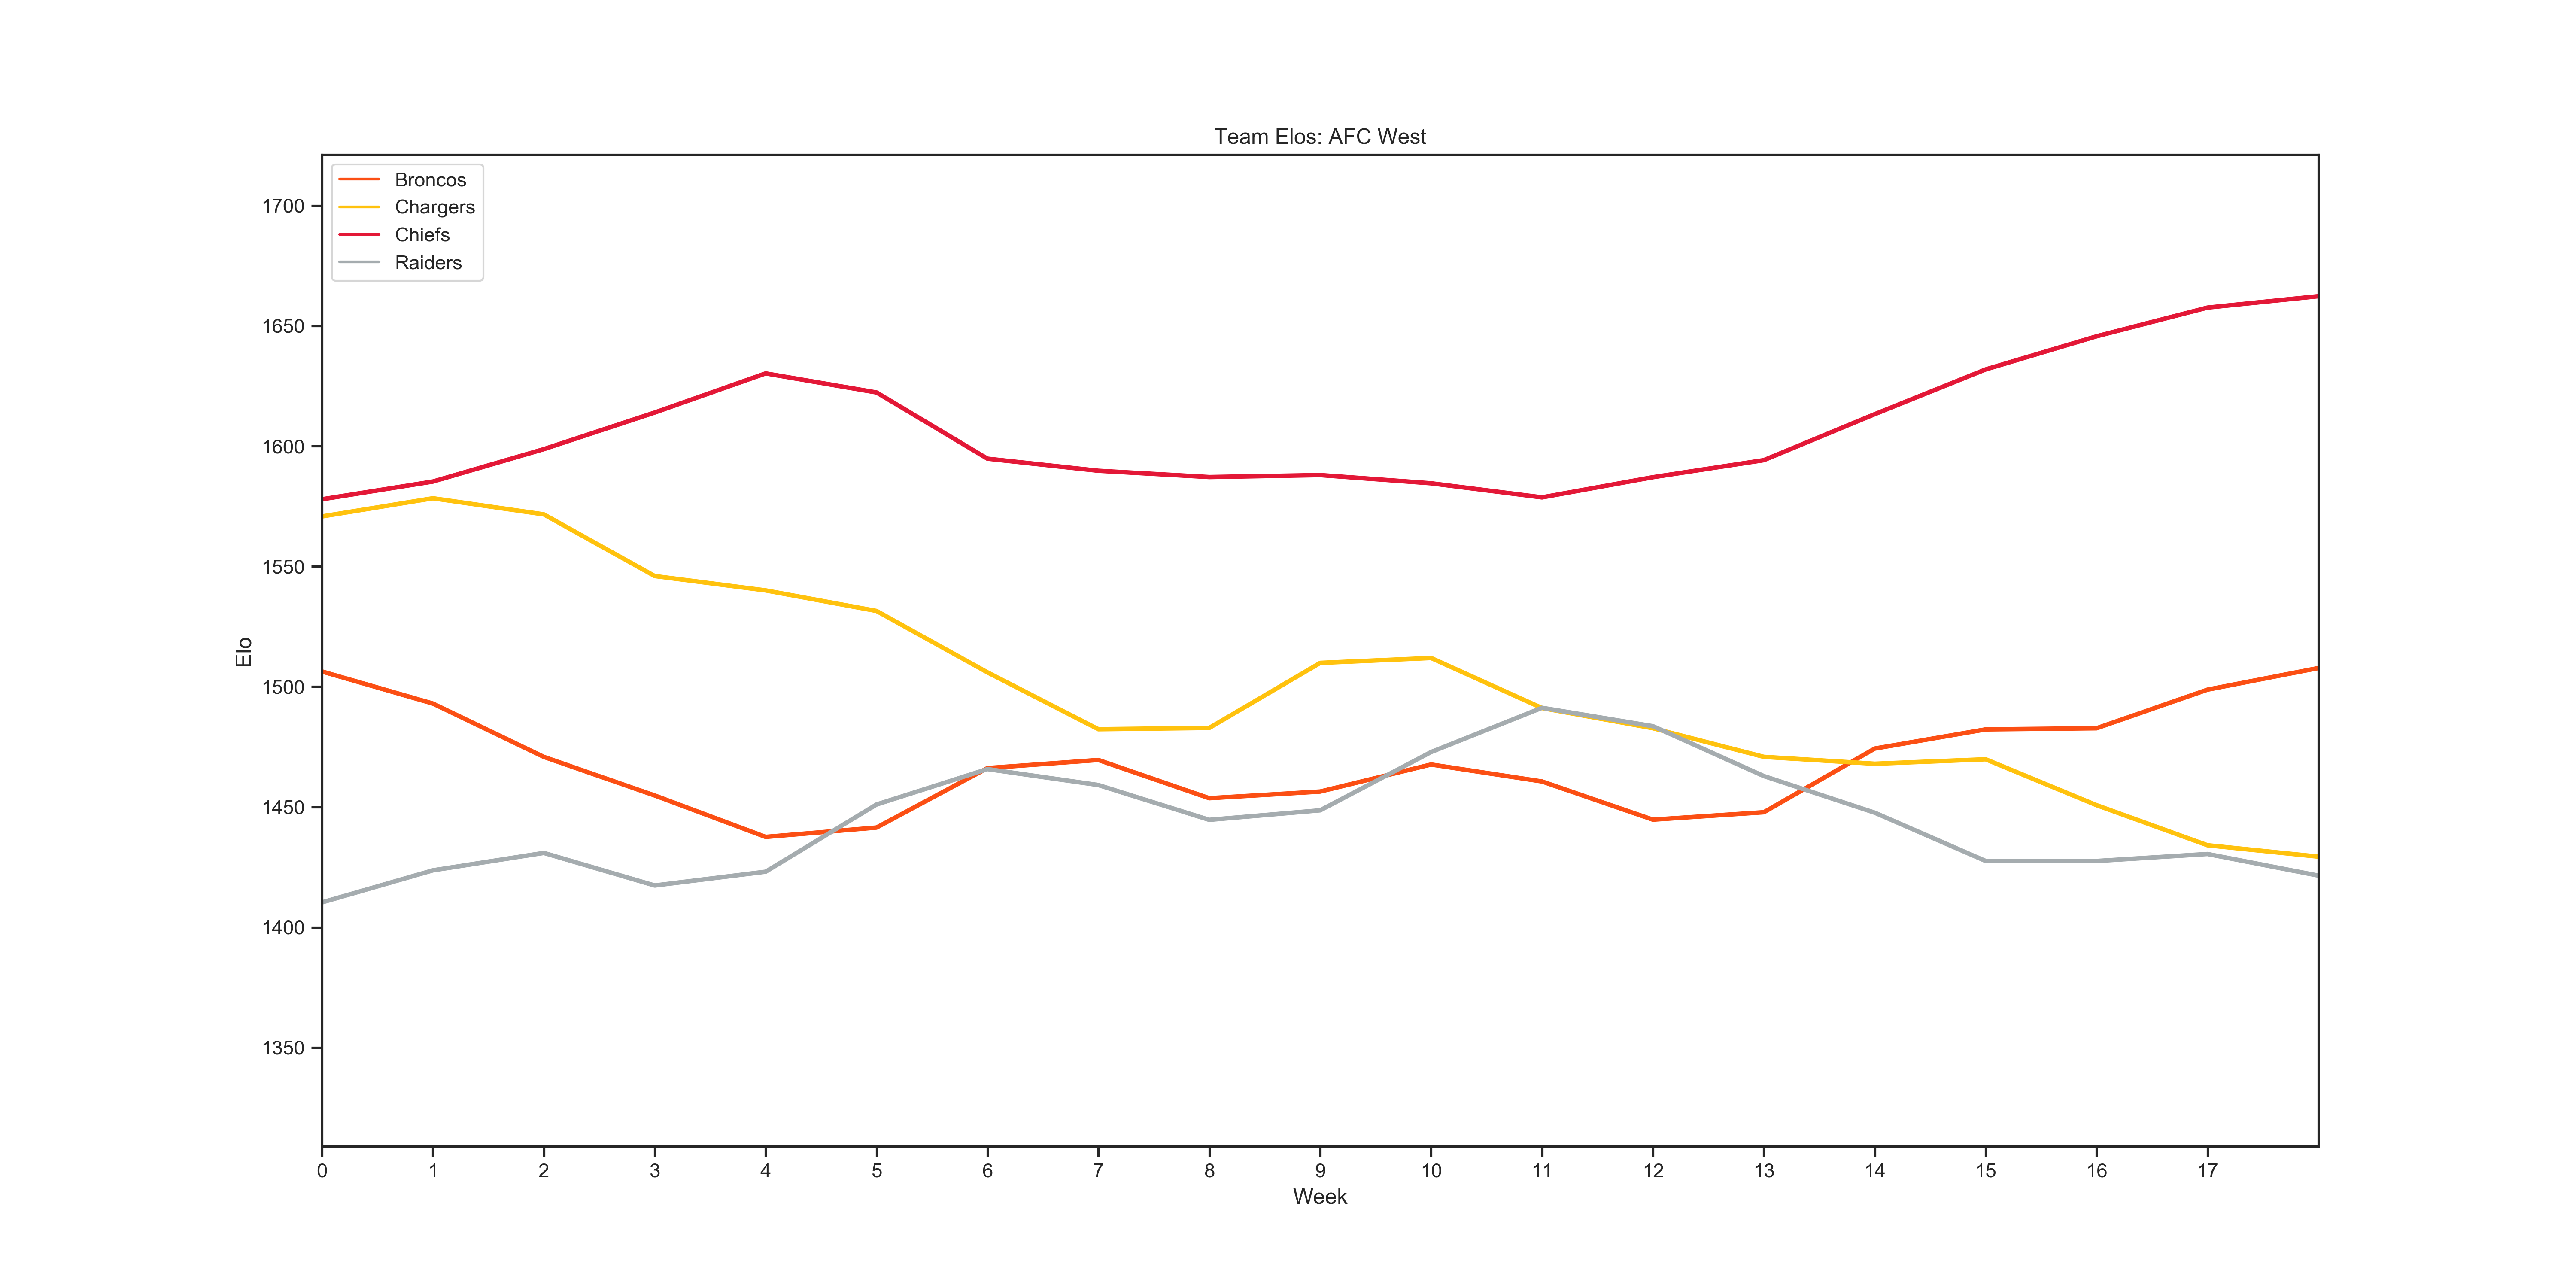 Team Elos: AFC West
Broncos
Chargers
Chiefs
Raiders
1700
1650
1600
1550
1500
1450
1400
1350
Elo
0 1 2 3 4 5 6 7 8 9 10 11 12 13 14 15 16 17
Week